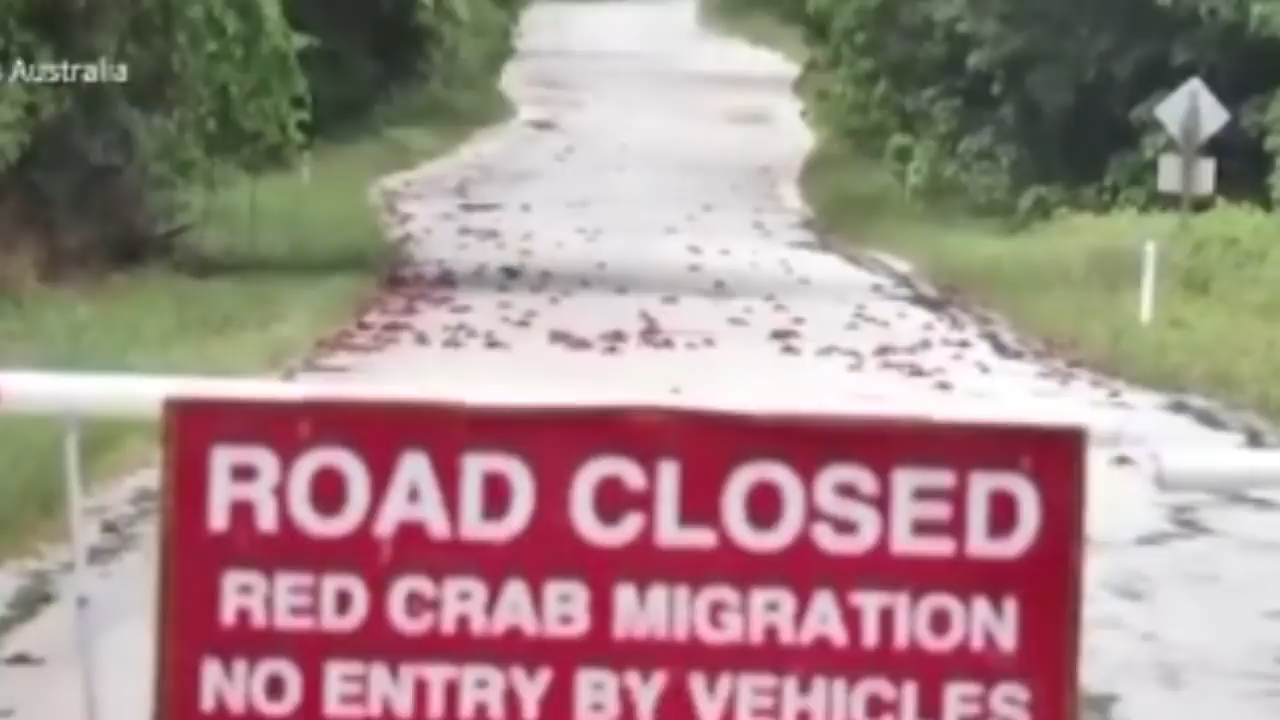 Australia
ROAD CLOSED
RED CRAB MIGRATION
NO ENTRY BY VEHICLES